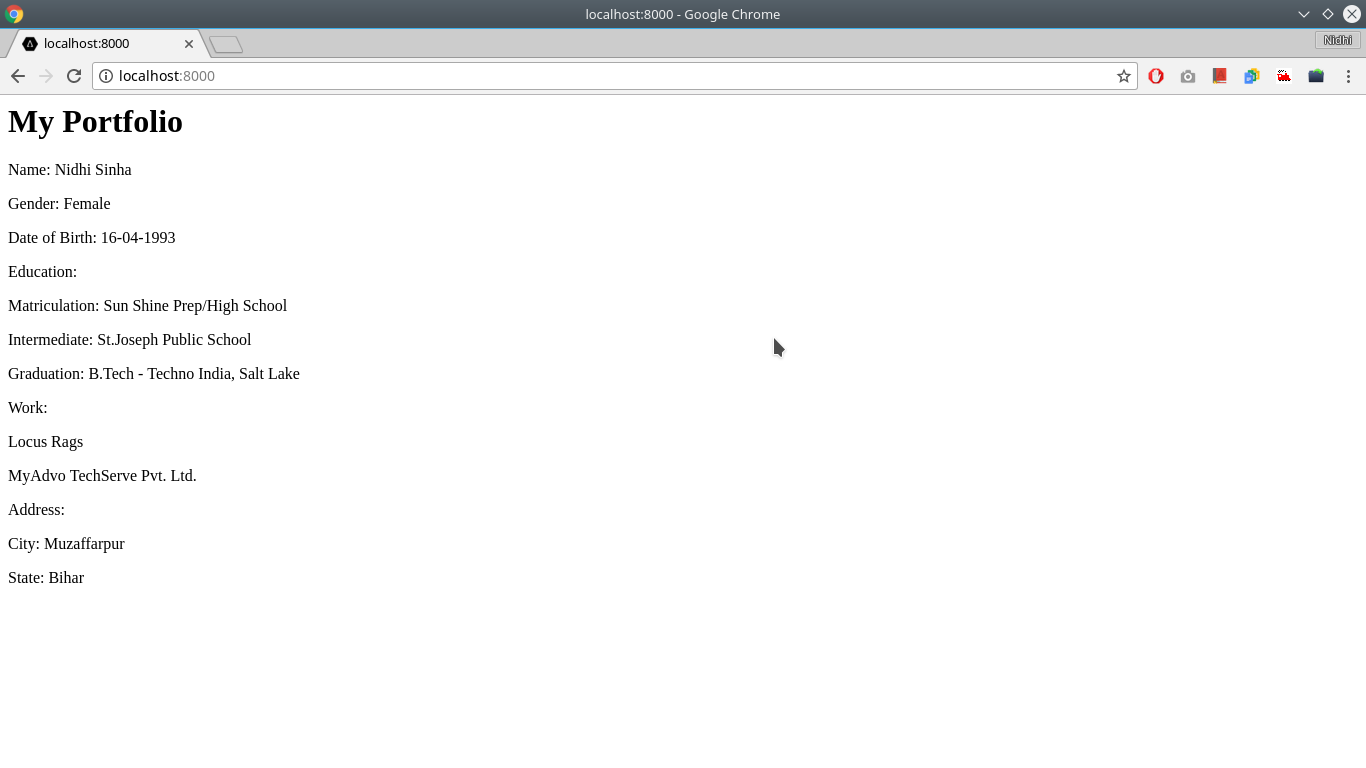 localhost:8000 - Google Chrome
localhost:8000
Nidhi
localhost:8000
My Portfolio
Name: Nidhi Sinha
Gender: Female
Date of Birth: 16-04-1993
Education:
Matriculation: Sun Shine Prep/High School
Intermediate: St.Joseph Public School
Graduation: B.Tech - Techno India, Salt Lake
Work:
Locus Rags
MyAdvo TechServe Pvt. Ltd.
Address:
City: Muzaffarpur
State: Bihar